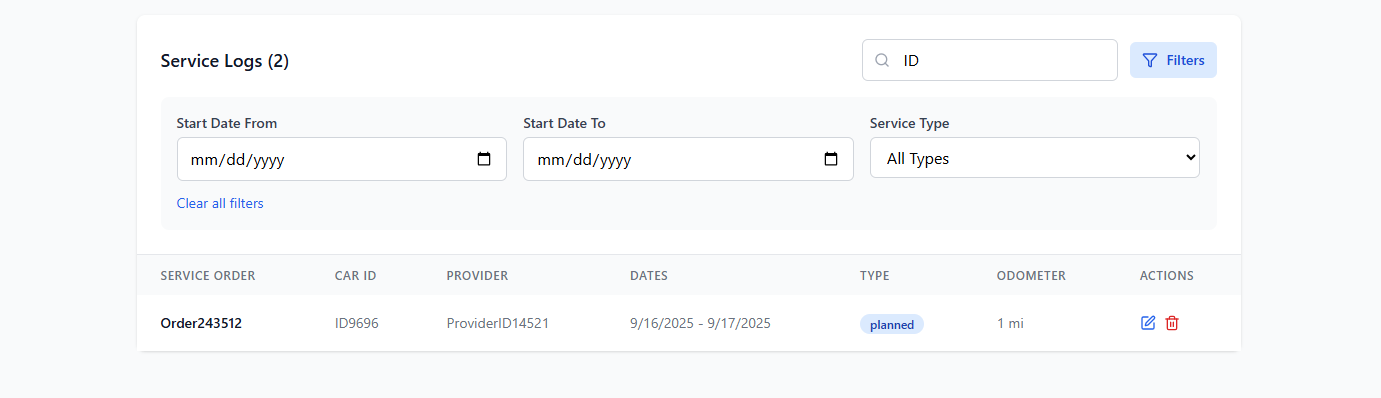 Service Logs (2)
ID
Filters
Start Date From
Start Date To
Service Type
mm/dd/yyyy
mm/dd/yyyy
All Types
Clear all filters
SERVICE ORDER CAR ID PROVIDER DATES TYPE ODOMETER ACTIONS
Order243512 ID9696 ProviderID14521 9/16/2025 - 9/17/2025 planned 1 mi